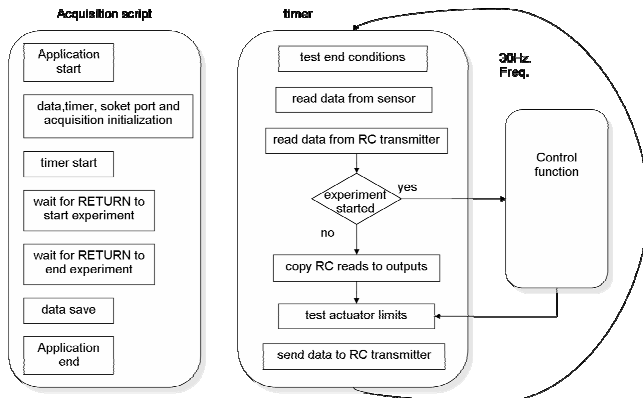 Acquisition script
Application
start
data,timer, soket port and
acquisition initialization
timer start
wait for RETURN to
start experiment
wait for RETURN to
end experiment
data save
Application
end
timer
test end conditions
read data from sensor
read data from RC transmitter
experiment
started
yes
no
copy RC reads to outputs
test actuator limits
send data to RC transmitter
30Hz.
Freq.
Control
function